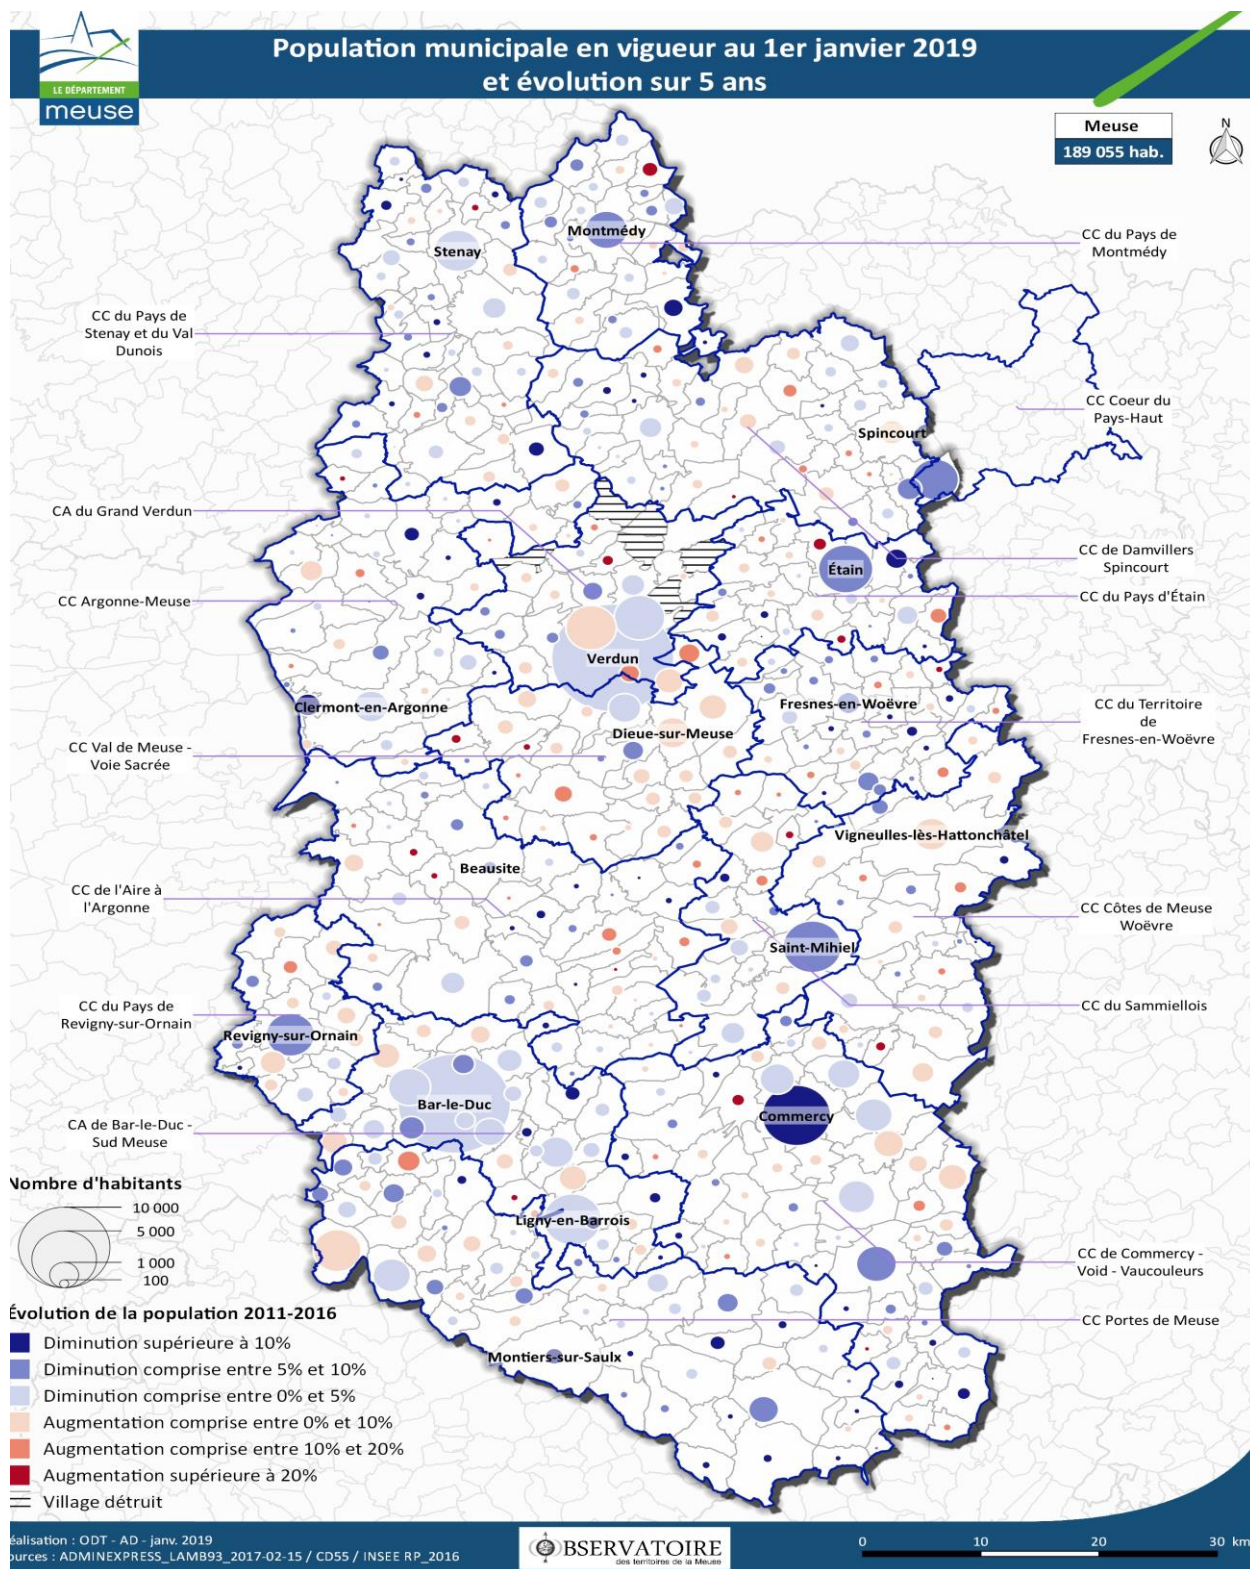 Population municipale en vigueur au 1er janvier 2019
et évolution sur 5 ans
LE DÉPARTEMENT
meuse
Meuse
189 055 hab.
N
Montmédy
Stenay
CC du Pays de
Montmédy
CC du Pays de
Stenay et du Val
Dunois
CC Coeur du
Pays-Haut
Spincourt
CA du Grand Verdun
CC de Damvillers
Spincourt
Étain
CC du Pays d'Étain
CC Argonne-Meuse
Verdun
Clermont-en-Argonne
Fresnes-en-Woëvre
CC du Territoire
de
Fresnes-en-Woëvre
Dieue-sur-Meuse
CC Val de Meuse -
Voie Sacrée
Vigneulles-lès-Hattonchâtel
Beausite
CC de l'Aire à
l'Argonne
CC Côtes de Meuse
Woëvre
Saint-Mihiel
CC du Sammiellois
CC du Pays de
Revigny-sur-Ornain
Revigny-sur-Ornain
Bar-le-Duc
Commercy
CA de Bar-le-Duc -
Sud Meuse
Ligny-en-Barrois
CC de Commercy -
Void - Vaucouleurs
CC Portes de Meuse
Montiers-sur-Saulx
Nombre d'habitants
10 000
5 000
1 000
100
Évolution de la population 2011-2016
Diminution supérieure à 10%
Diminution comprise entre 5% et 10%
Diminution comprise entre 0% et 5%
Augmentation comprise entre 0% et 10%
Augmentation comprise entre 10% et 20%
Augmentation supérieure à 20%
Village détruit
éalisation : ODT - AD - janv. 2019
ources : ADMINEXPRESS_LAMB93_2017-02-15 / CD55 / INSEE RP_2016
OBSERVATOIRE
des territoires de la Meuse
0 10 20 30 km